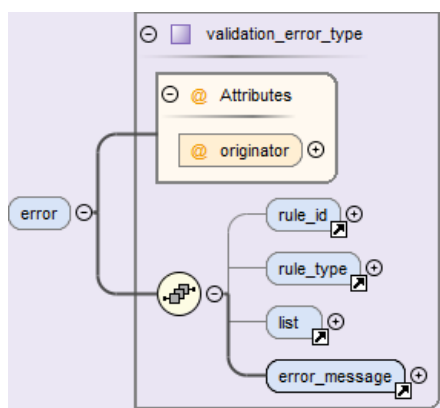 validation_error_type
@ Attributes
@ originator
error
rule_id
rule_type
list
error_message